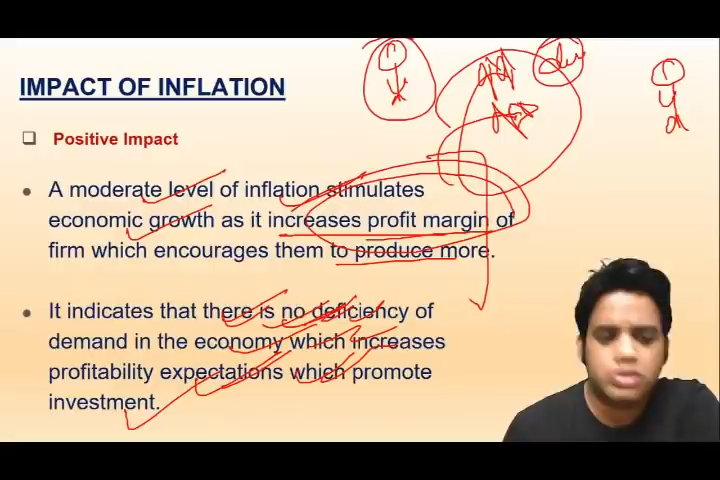 IMPACT OF INFLATION
Positive Impact
A moderate level of inflation stimulates
economic growth as it increases profit margin of
firm which encourages them to produce more.
It indicates that there is no deficiency of
demand in the economy which increases
profitability expectations which promote
investment.